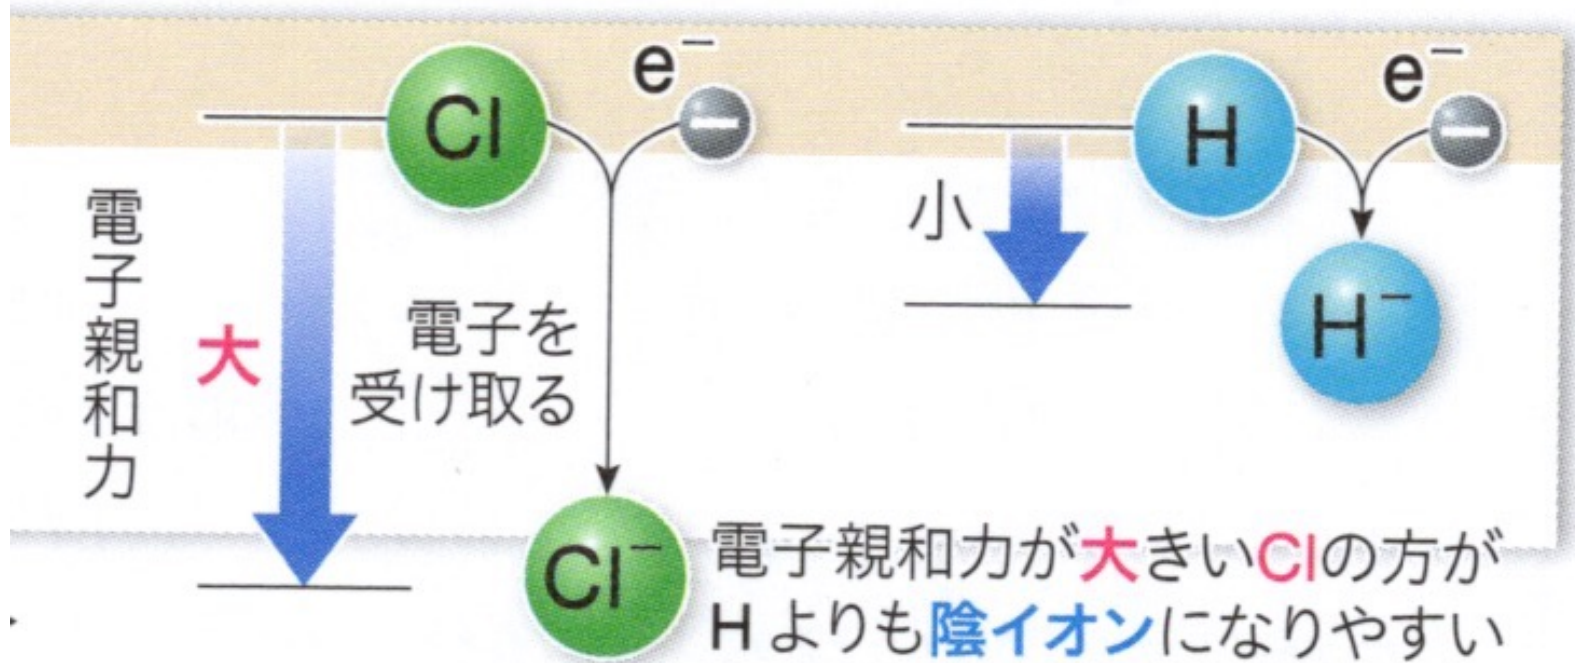 Cl
e⁻
−
H
e⁻
−
電子親和力
大
電子を
受け取る
小
H⁻
Cl⁻
電子親和力が大きいClの方が
Hよりも陰イオンになりやすい